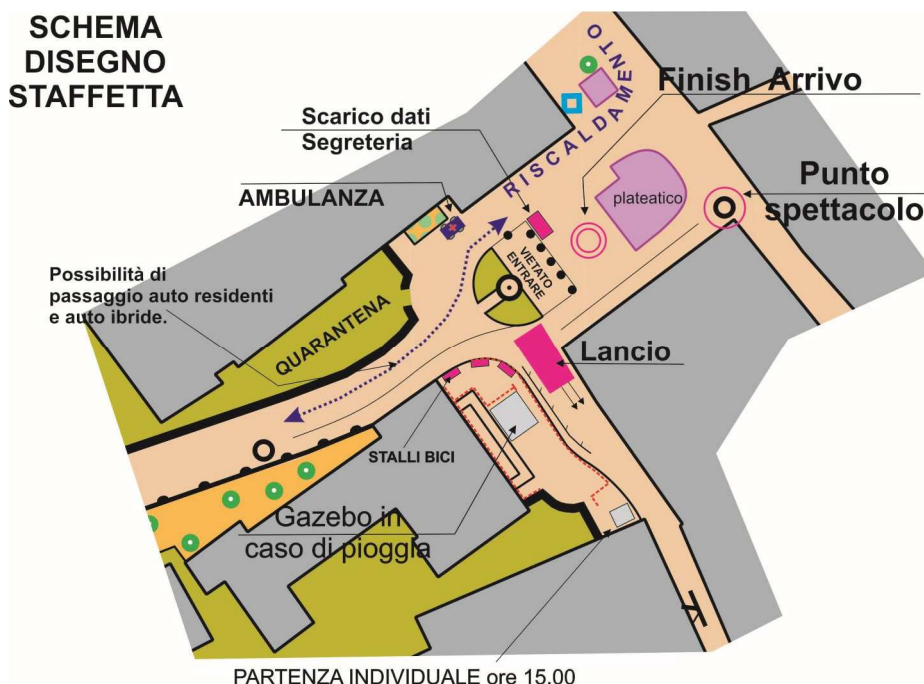 SCHEMA
DISEGNO
STAFFETTA
RISCALDAMENTO
Finish Arrivo
Scarico dati
Segreteria
Punto
spettacolo
AMBULANZA
plateatico
VIETATO
ENTRARE
Possibilità di
passaggio auto residenti
e auto ibride.
QUARANTENA
Lancio
STALLI BICI
Gazebo in
caso di pioggia
PARTENZA INDIVIDUALE ore 15.00